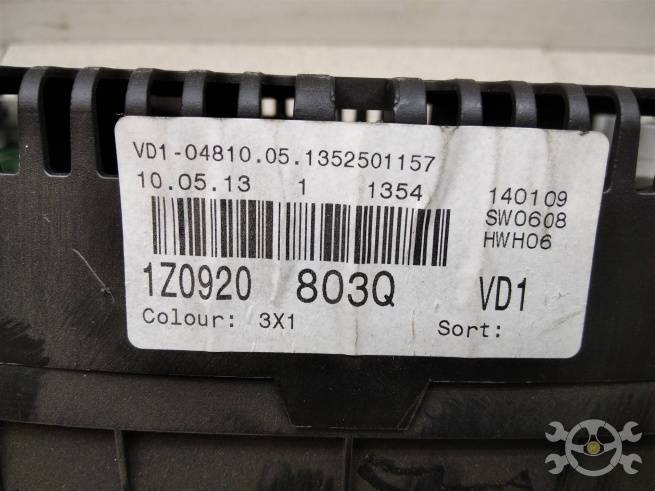 VD1-04810.05.1352501157
10.05.13 1 1354 140109
SW0608
HWH06
1Z0920 803Q VD1
Colour: 3X1 Sort: